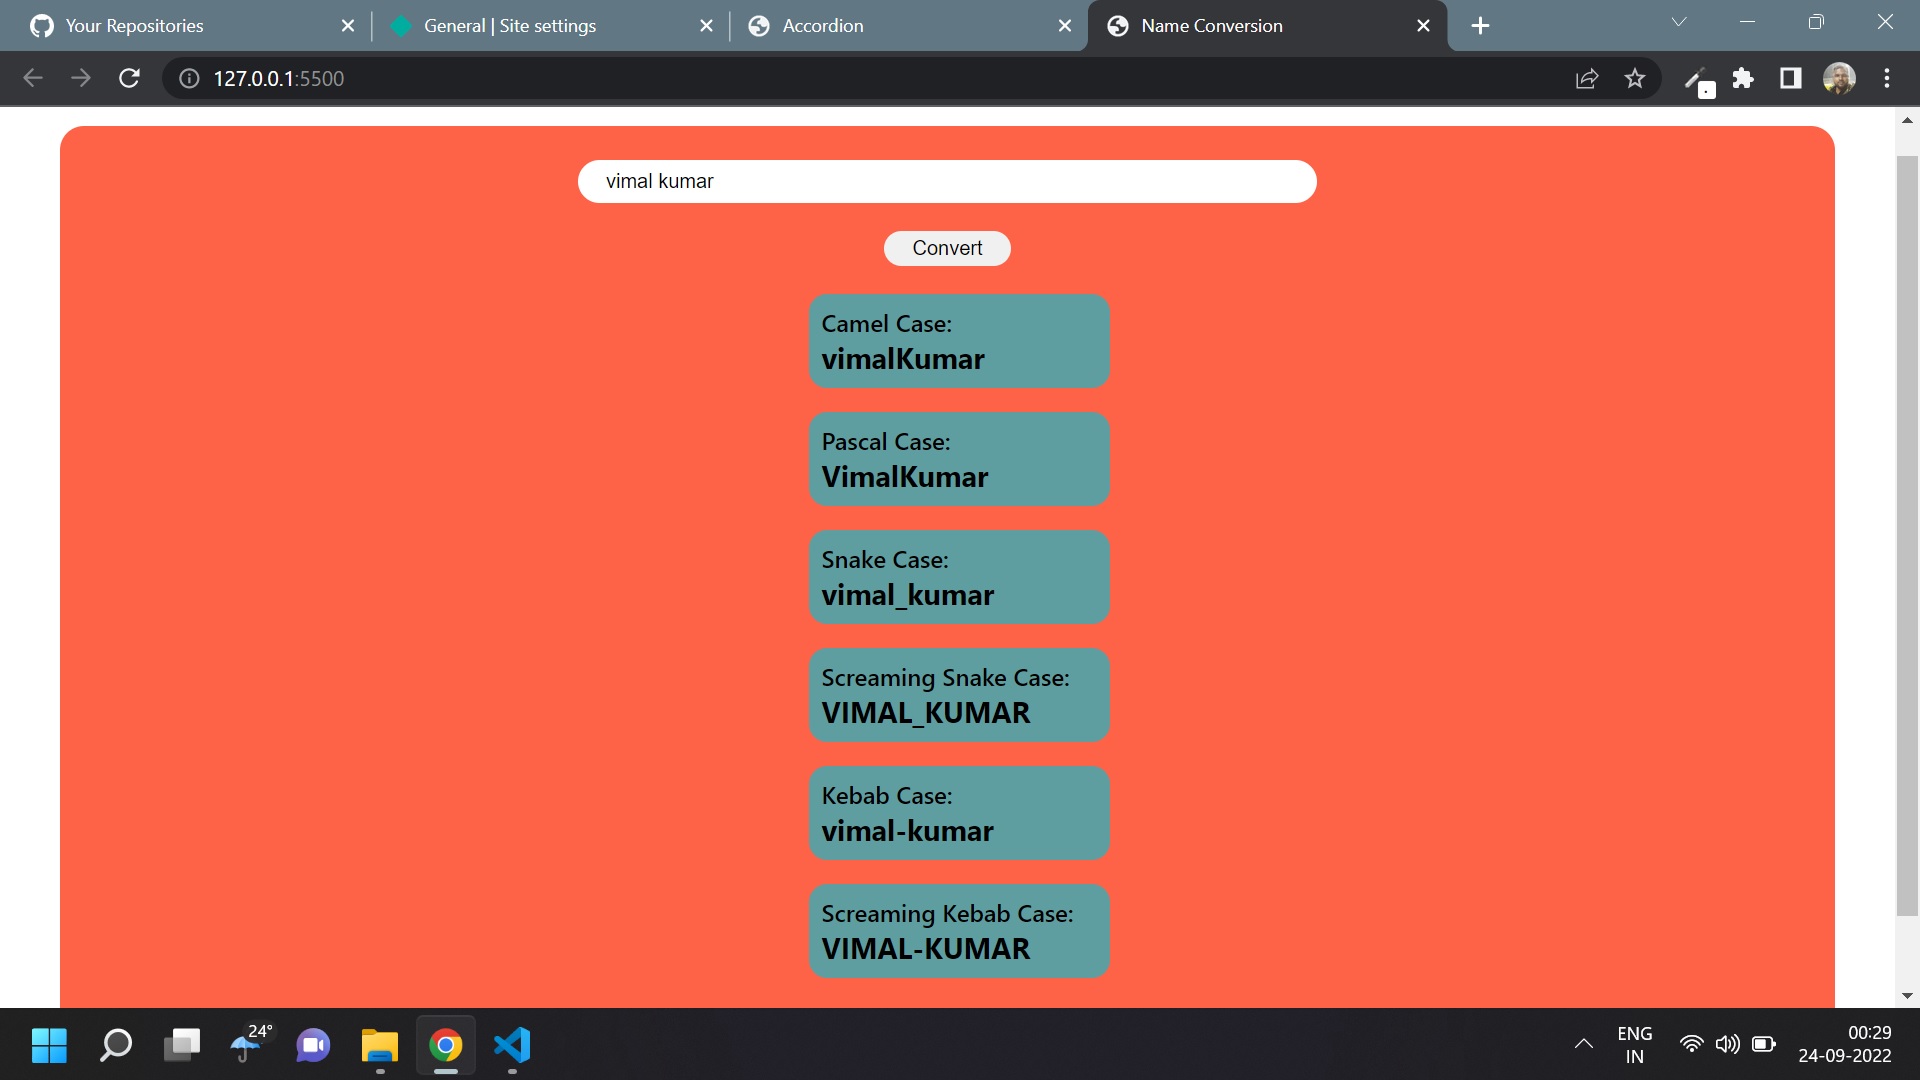 Your Repositories
General | Site settings
Accordion
Name Conversion
127.0.0.1:5500
vimal kumar
Convert
Camel Case:
vimalKumar
Pascal Case:
VimalKumar
Snake Case:
vimal_kumar
Screaming Snake Case:
VIMAL_KUMAR
Kebab Case:
vimal-kumar
Screaming Kebab Case:
VIMAL-KUMAR
24°
ENG
IN
00:29
24-09-2022